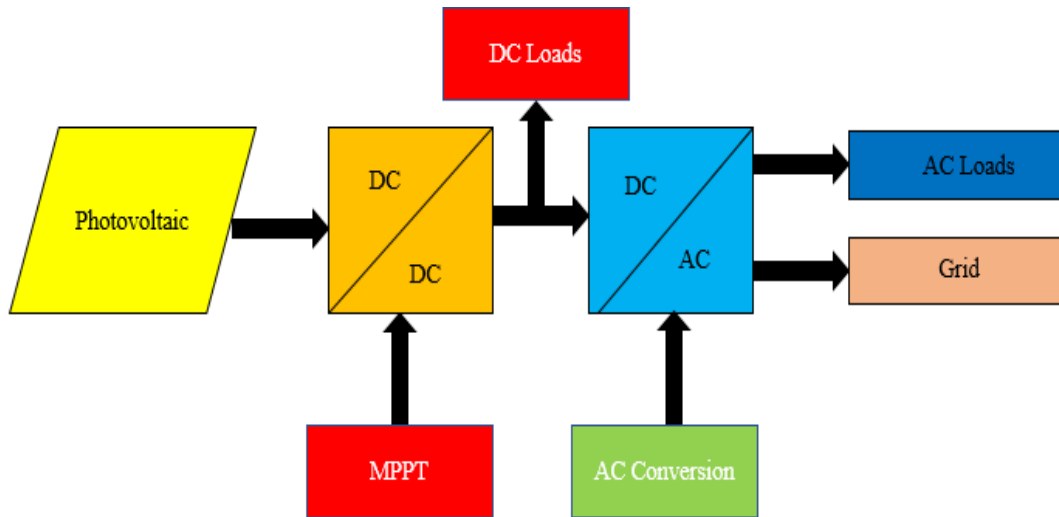 DC Loads
Photovoltaic
DC
DC
DC
AC
AC Loads
Grid
MPPT
AC Conversion